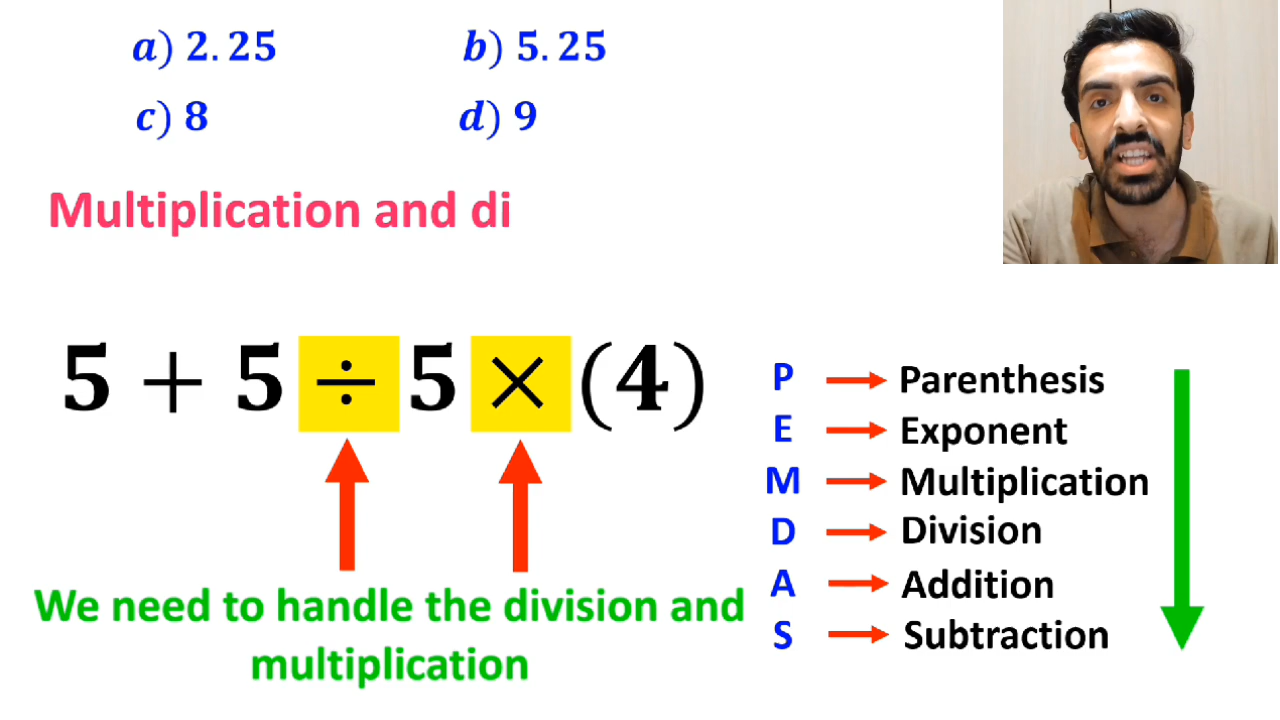 a) 2.25 b) 5.25
c) 8 d) 9
Multiplication and di
5 + 5 ÷ 5 × (4)
We need to handle the division and
multiplication
P Parenthesis
E Exponent
M Multiplication
D Division
A Addition
S Subtraction